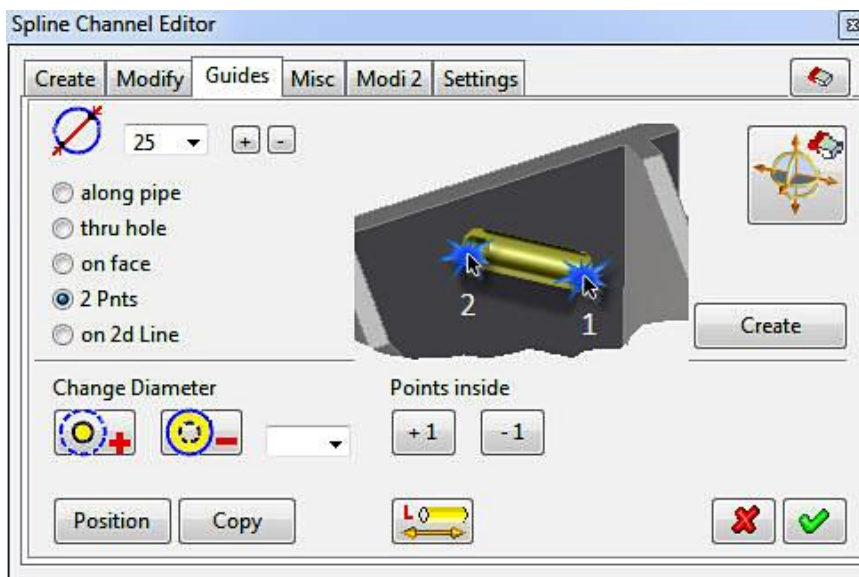 Spline Channel Editor
Create Modify Guides Misc Modi 2 Settings
25 + -
along pipe
thru hole
on face
2 Pnts
on 2d Line
2
1
Create
Change Diameter Points inside
+ 1 - 1
Position Copy
L